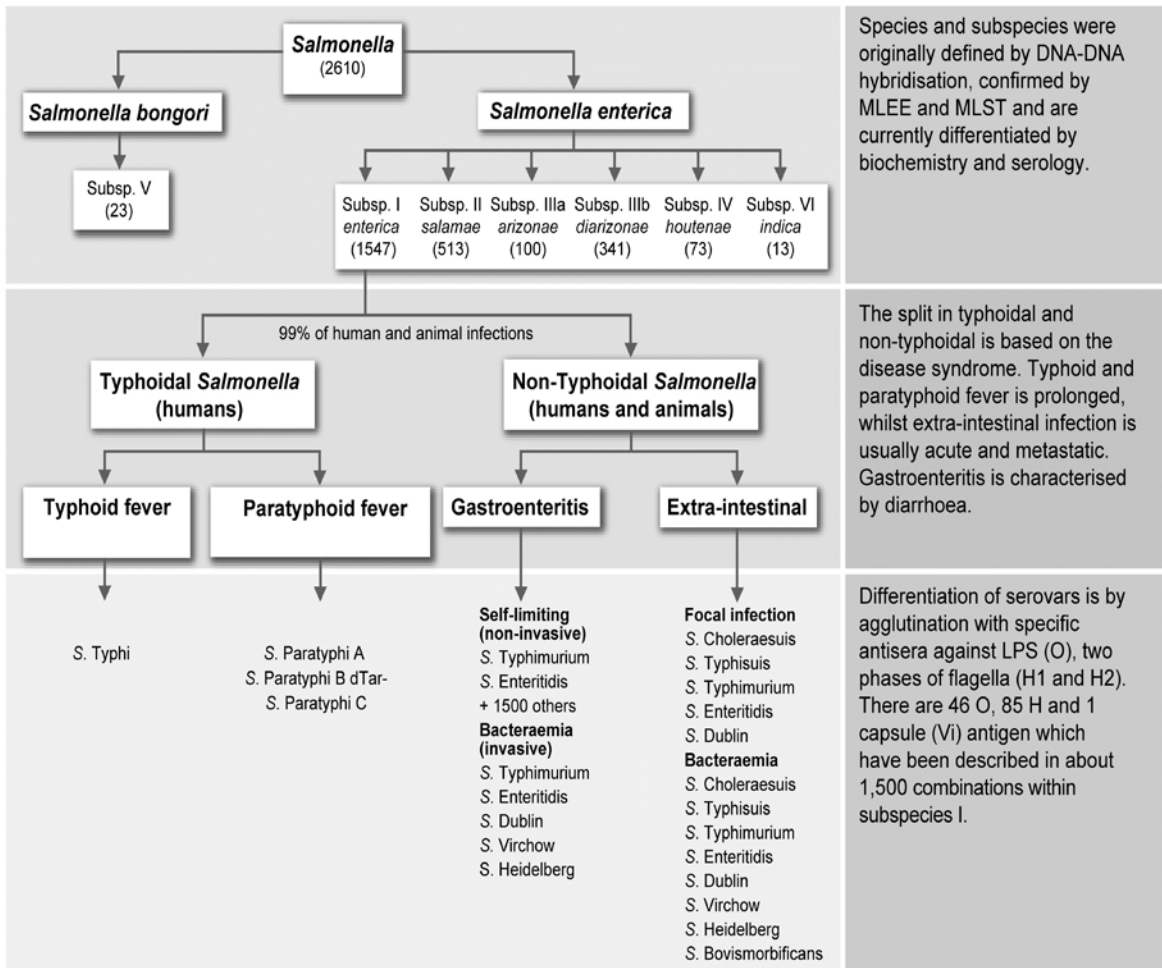 Salmonella
(2610)
Salmonella bongori
Salmonella enterica
Subsp. V
(23)
Subsp. I
enterica
(1547)
Subsp. II
salamae
(513)
Subsp. IIIa
arizonae
(100)
Subsp. IIIb
diarizonae
(341)
Subsp. IV
houtenae
(73)
Subsp. VI
indica
(13)
Species and subspecies were
originally defined by DNA-DNA
hybridisation, confirmed by
MLEE and MLST and are
currently differentiated by
biochemistry and serology.
99% of human and animal infections
Typhoidal Salmonella
(humans)
Non-Typhoidal Salmonella
(humans and animals)
Typhoid fever
Paratyphoid fever
Gastroenteritis
Extra-intestinal
The split in typhoidal and
non-typhoidal is based on the
disease syndrome. Typhoid and
paratyphoid fever is prolonged,
whilst extra-intestinal infection is
usually acute and metastatic.
Gastroenteritis is characterised
by diarrhoea.
S. Typhi
S. Paratyphi A
S. Paratyphi B dTar-
S. Paratyphi C
Self-limiting
(non-invasive)
S. Typhimurium
S. Enteritidis
+ 1500 others
Bacteraemia
(invasive)
S. Typhimurium
S. Enteritidis
S. Dublin
S. Virchow
S. Heidelberg
Focal infection
S. Choleraesuis
S. Typhisuis
S. Typhimurium
S. Enteritidis
S. Dublin
Bacteraemia
S. Choleraesuis
S. Typhisuis
S. Typhimurium
S. Enteritidis
S. Dublin
S. Virchow
S. Heidelberg
S. Bovismorbificans
Differentiation of serovars is by
agglutination with specific
antisera against LPS (O), two
phases of flagella (H1 and H2).
There are 46 O, 85 H and 1
capsule (Vi) antigen which
have been described in about
1,500 combinations within
subspecies I.